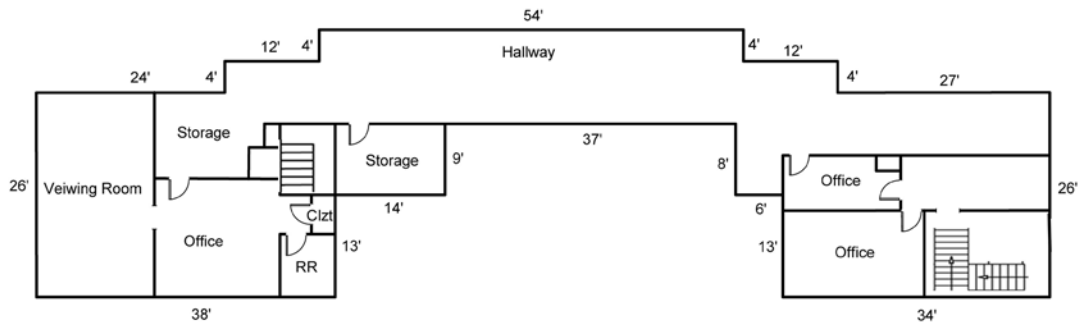 54'
12'
4'
Hallway
4'
12'
24'
4'
4'
27'
Storage
37'
Storage
9'
8'
Office
26'
Veiwing Room
26'
14'
Clzt
6'
Office
13'
13'
Office
RR
38'
34'